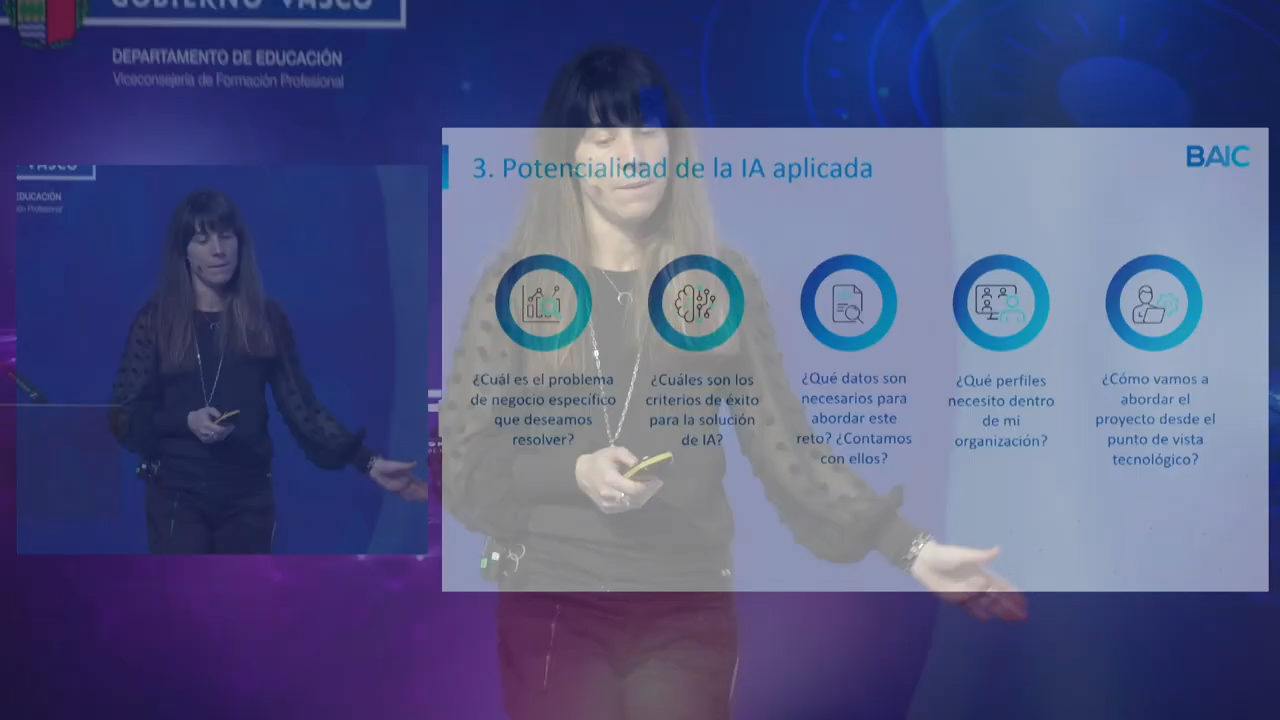 GOBIERNO VASCO
DEPARTAMENTO DE EDUCACIÓN
Viceconsejería de Formación Profesional
VASCO
EDUCACIÓN
ón Profesional
3. Potencialidad de la IA aplicada
BAIC
¿Cuál es el problema
de negocio específico
que deseamos
resolver?
¿Cuáles son los
criterios de éxito
para la solución
de IA?
¿Qué datos son
necesarios para
abordar este
reto? ¿Contamos
con ellos?
¿Qué perfiles
necesito dentro
de mi
organización?
¿Cómo vamos a
abordar el
proyecto desde el
punto de vista
tecnológico?